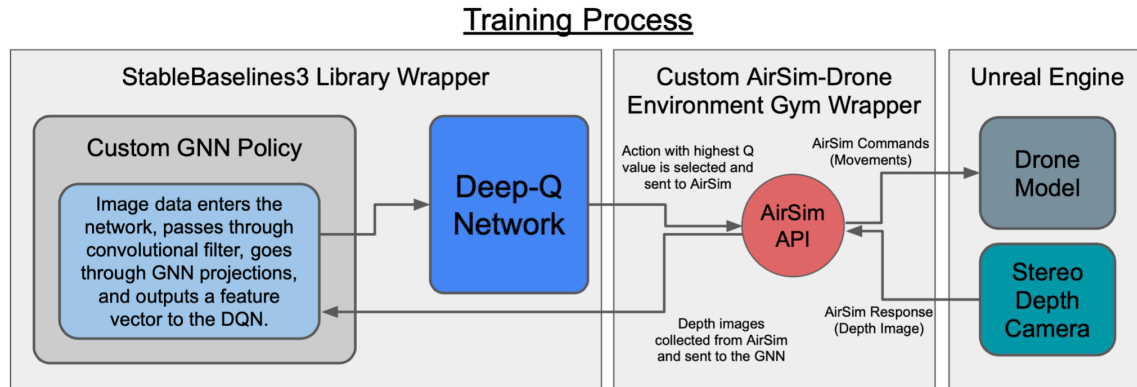 Training Process
StableBaselines3 Library Wrapper
Custom GNN Policy
Image data enters the
network, passes through
convolutional filter, goes
through GNN projections,
and outputs a feature
vector to the DQN.
Deep-Q
Network
Custom AirSim-Drone
Environment Gym Wrapper
Action with highest Q
value is selected and
sent to AirSim
AirSim
API
Depth images
collected from AirSim
and sent to the GNN
AirSim Commands
(Movements)
AirSim Response
(Depth Image)
Unreal Engine
Drone
Model
Stereo
Depth
Camera